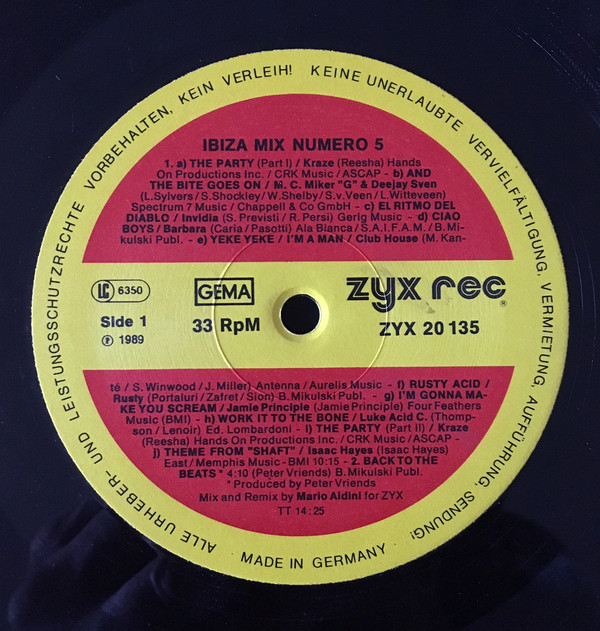 ALLE URHEBER- UND LEISTUNGSSCHUTZRECHTE VORBEHALTEN, KEIN VERLEIH! KEINE UNERLAUBTE VERVIELFÄLTIGUNG, VERMIETUNG, AUFFÜHRUNG, SENDUNG!
IBIZA MIX NUMERO 5
1. a) THE PARTY (Part I) / Kraze (Reesha) Hands
On Productions Inc. / CRK Music / ASCAP - b) AND
THE BITE GOES ON / M. C. Miker "G" & Deejay Sven
(L.Sylvers / S.Shockley / W.Shelby / S.v.Veen / L.Witteveen)
Spectrum 7 Music / Chappell & Co GmbH - c) EL RITMO DEL
DIABLO / Invidia (S. Previsti / R. Persi) Gerig Music - d) CIAO
BOYS / Barbara (Caria / Pasotti) Ala Bianca / S.A.I.F.A.M. / B. Mi-
kulski Publ. - e) YEKE YEKE / I'M A MAN / Club House (M. Kan-
LC 6350
GEMA
zyx rec ®
Side 1
33 RpM
ZYX 20 135
℗ 1989
té / S. Winwood / J. Miller) Antenna / Aurelis Music - f) RUSTY ACID /
Rusty (Portaluri / Zafret / Sion) B. Mikulski Publ. - g) I'M GONNA MA-
KE YOU SCREAM / Jamie Principle (Jamie Principle) Four Feathers
Music (BMI) - h) WORK IT TO THE BONE / Luke Acid C. (Thomp-
son / Lenoir) Ed. Lombardoni - i) THE PARTY (Part II) / Kraze
(Reesha) Hands On Productions Inc. / CRK Music / ASCAP -
j) THEME FROM "SHAFT" / Isaac Hayes (Isaac Hayes)
East / Memphis Music - BMI 10:15 - 2. BACK TO THE
BEATS * 4:10 (Peter Vriends) B. Mikulski Publ.
* Produced by Peter Vriends
Mix and Remix by Mario Aldini for ZYX
TT 14:25
MADE IN GERMANY